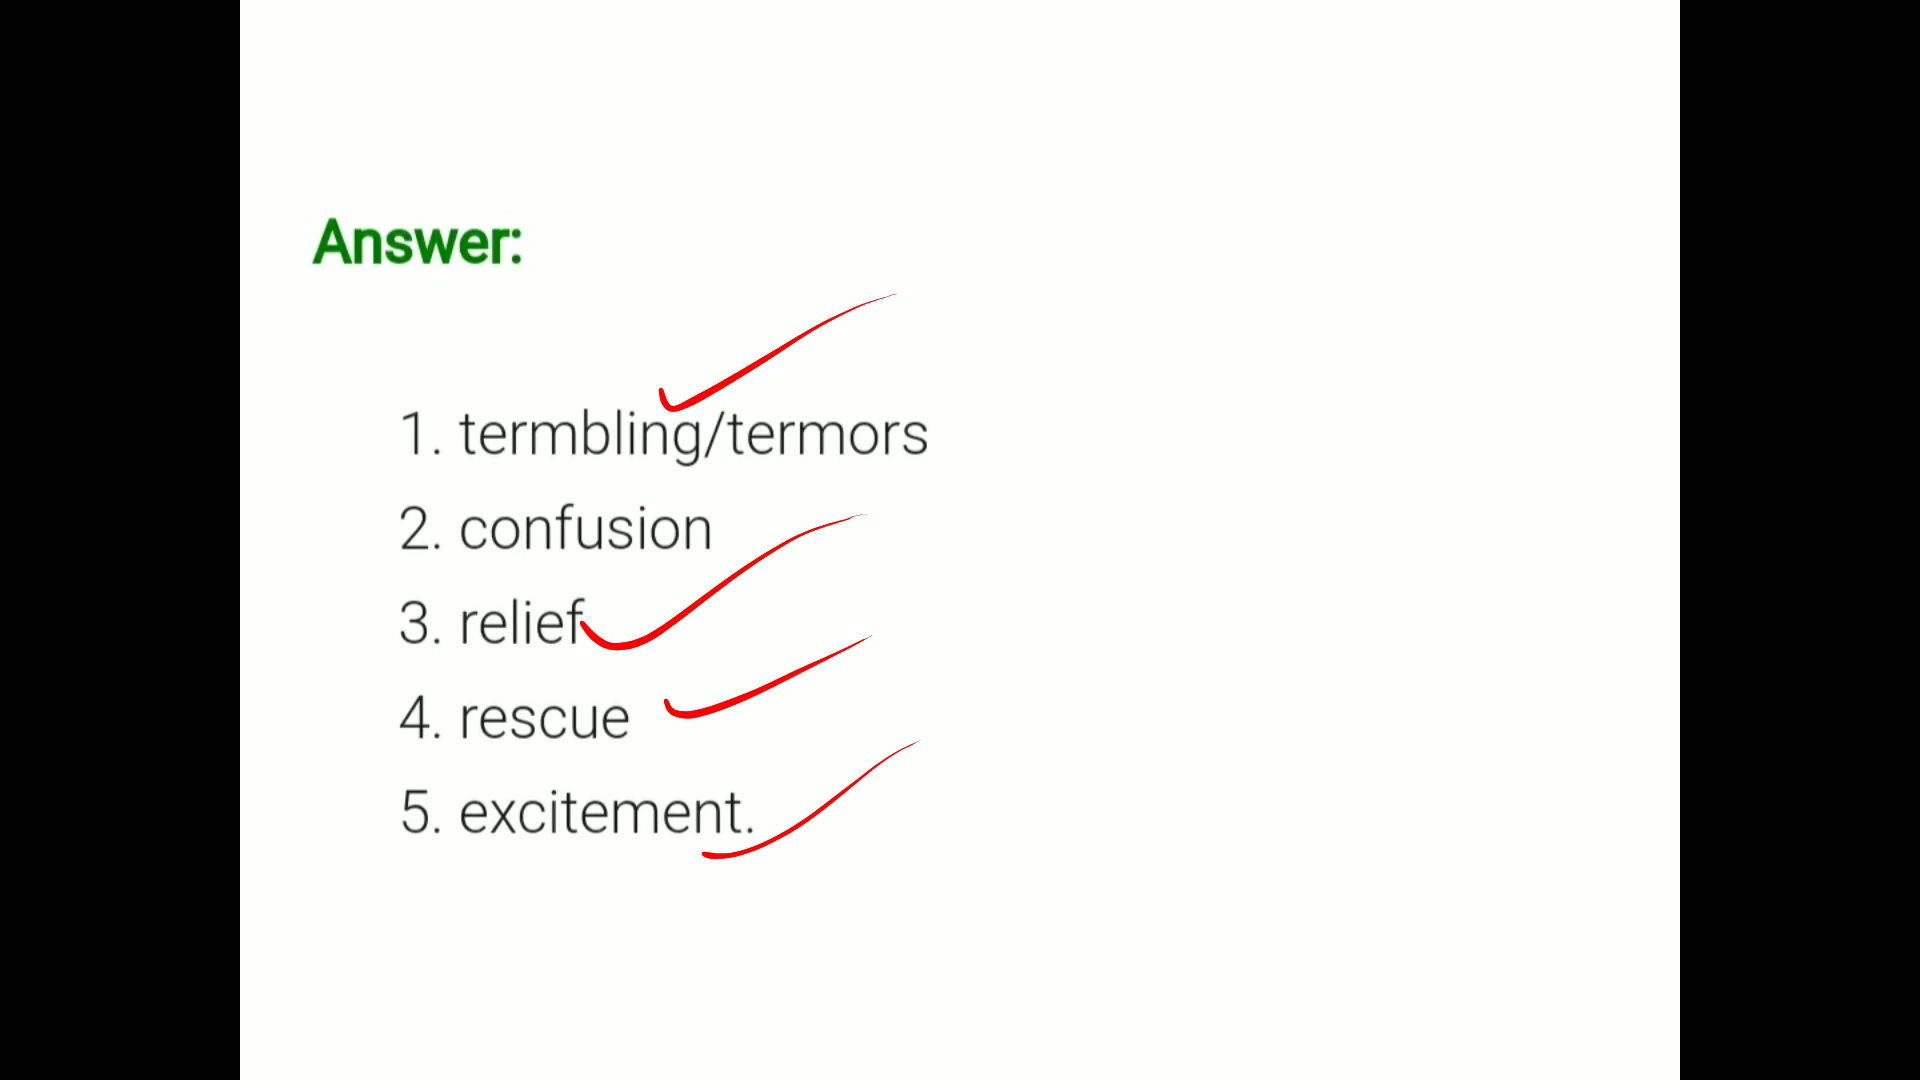 Answer:
1. termbling/termors
2. confusion
3. relief
4. rescue
5. excitement.